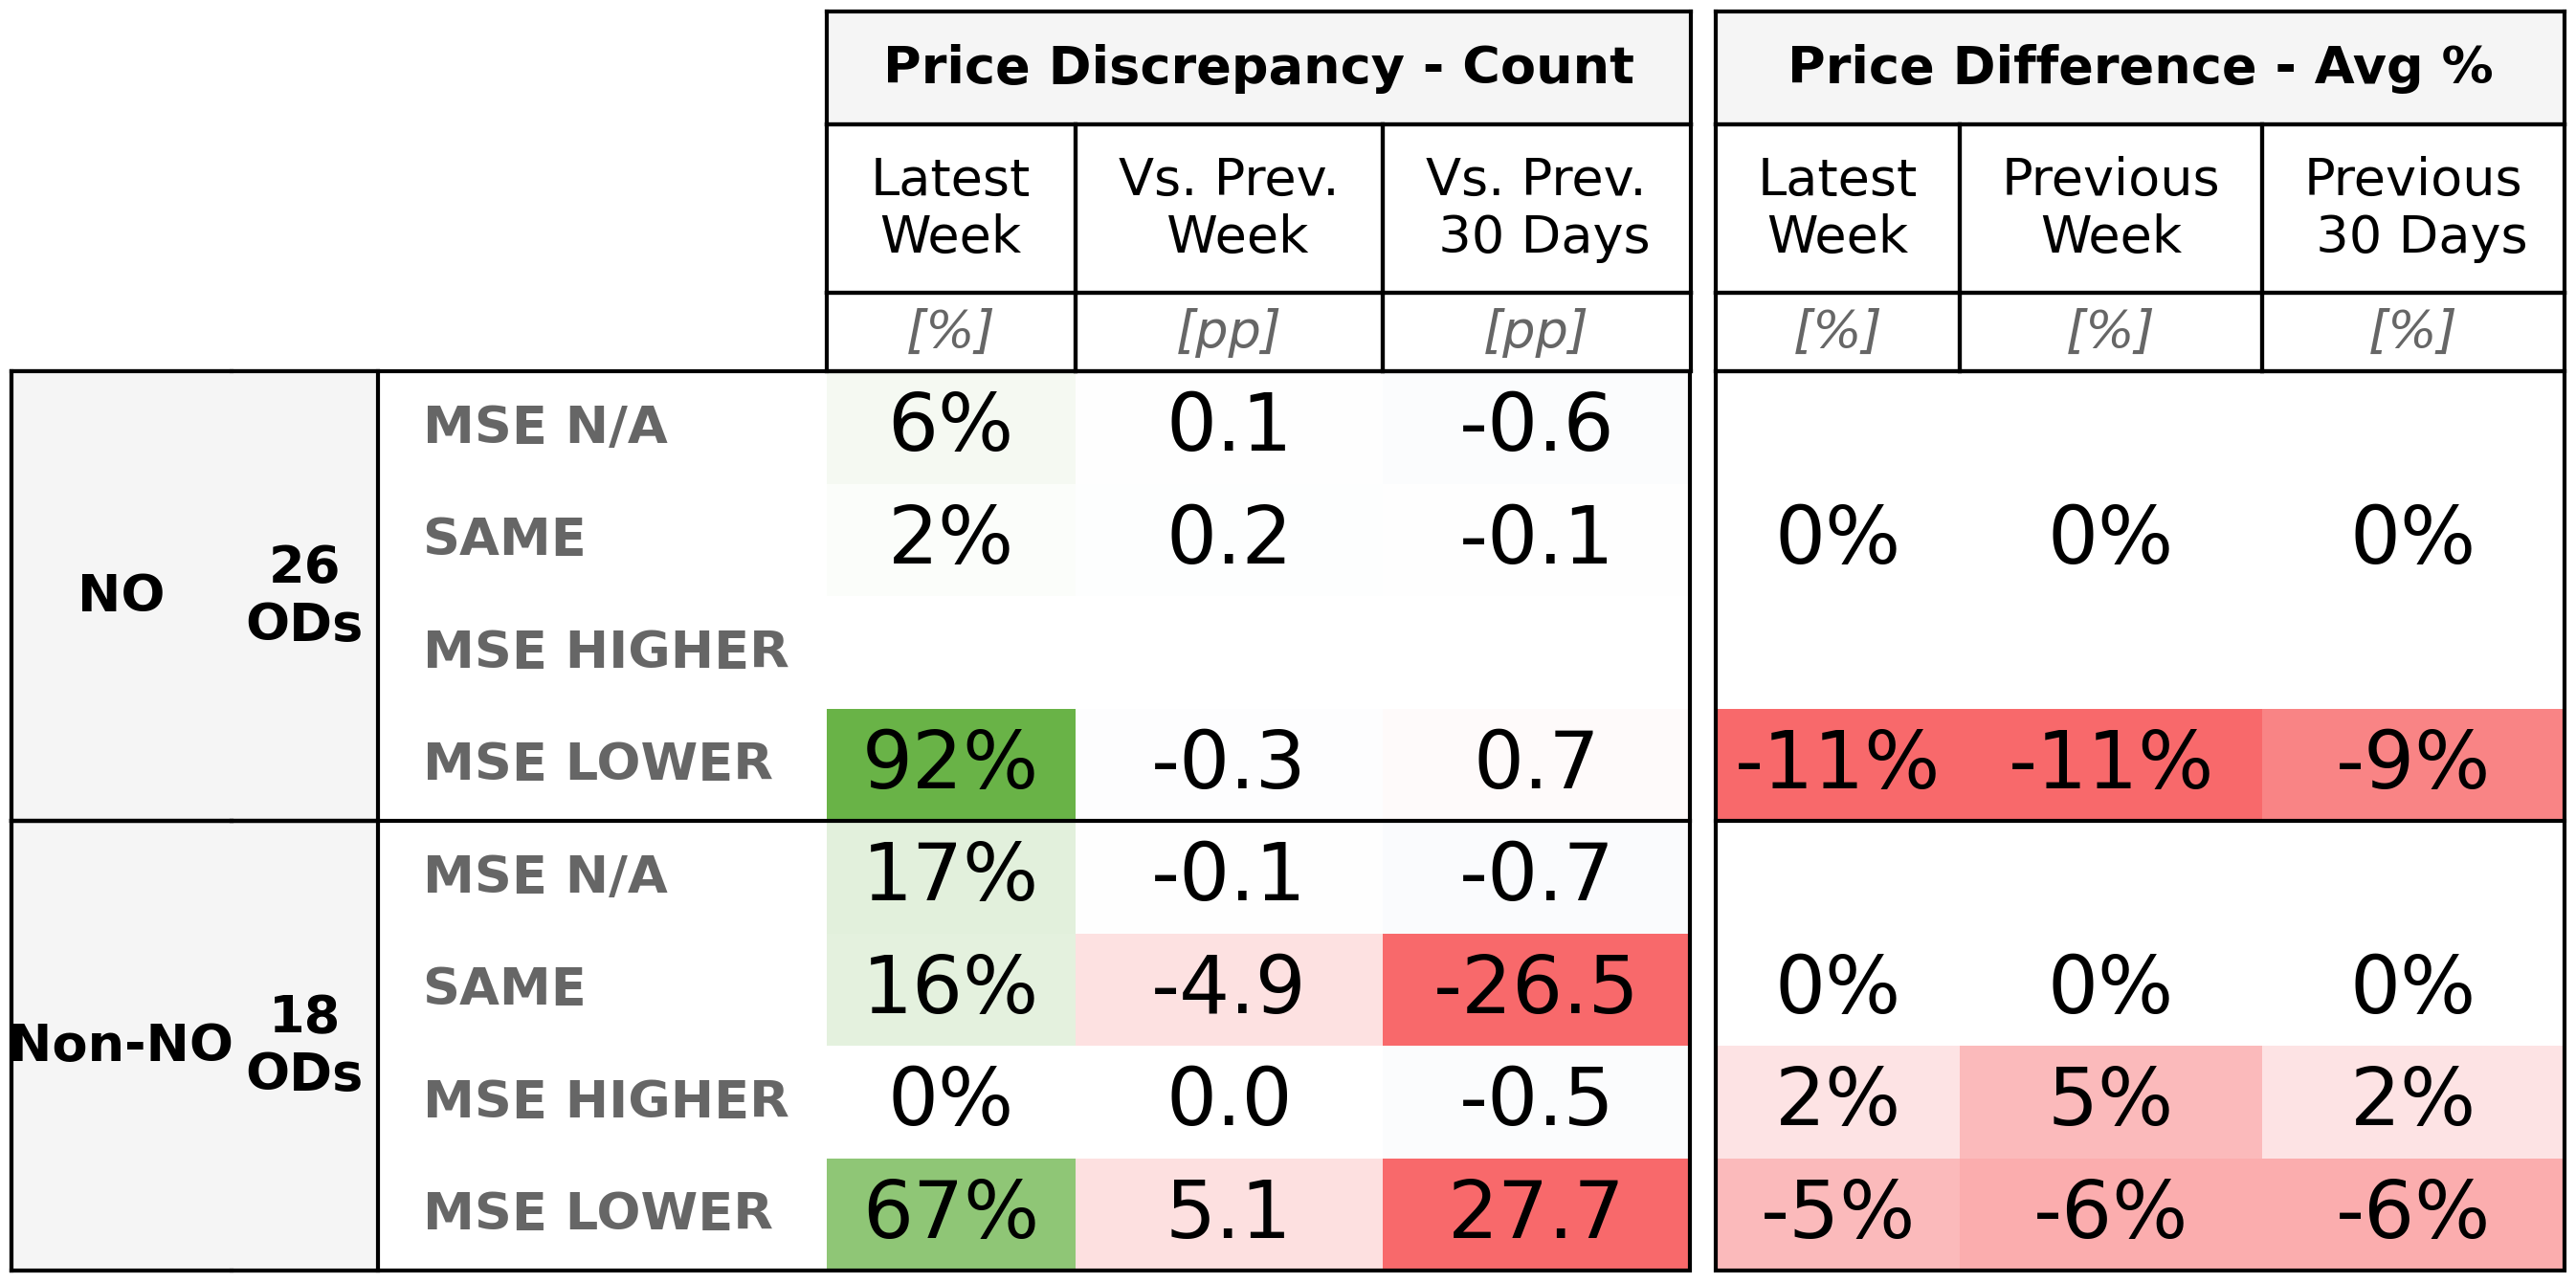 Price Discrepancy - Count Price Difference - Avg %
Latest Week Vs. Prev. Week Vs. Prev. 30 Days Latest Week Previous Week Previous 30 Days
[%] [pp] [pp] [%] [%] [%]
NO 26 ODs
MSE N/A 6% 0.1 -0.6
SAME 2% 0.2 -0.1 0% 0% 0%
MSE HIGHER
MSE LOWER 92% -0.3 0.7 -11% -11% -9%
Non-NO 18 ODs
MSE N/A 17% -0.1 -0.7
SAME 16% -4.9 -26.5 0% 0% 0%
MSE HIGHER 0% 0.0 -0.5 2% 5% 2%
MSE LOWER 67% 5.1 27.7 -5% -6% -6%